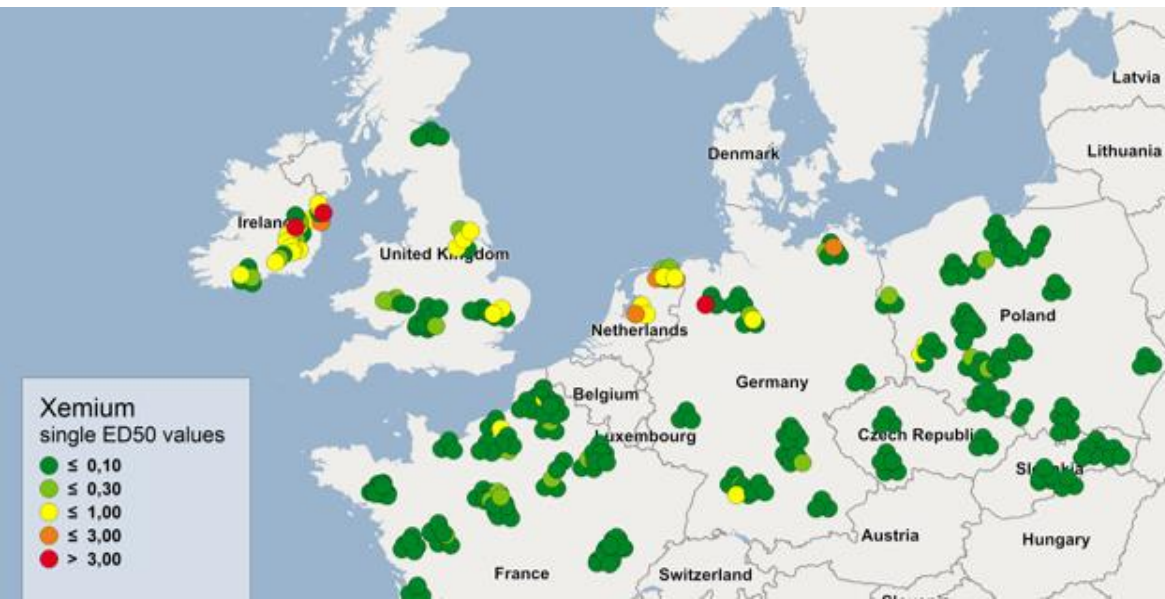 Latvia
Lithuania
Denmark
Ireland
United Kingdom
Netherlands
Poland
Germany
Belgium
Luxembourg
Czech Republi
Slovakia
Austria
Hungary
France
Switzerland
Xemium
single ED50 values
≤ 0,10
≤ 0,30
≤ 1,00
≤ 3,00
> 3,00